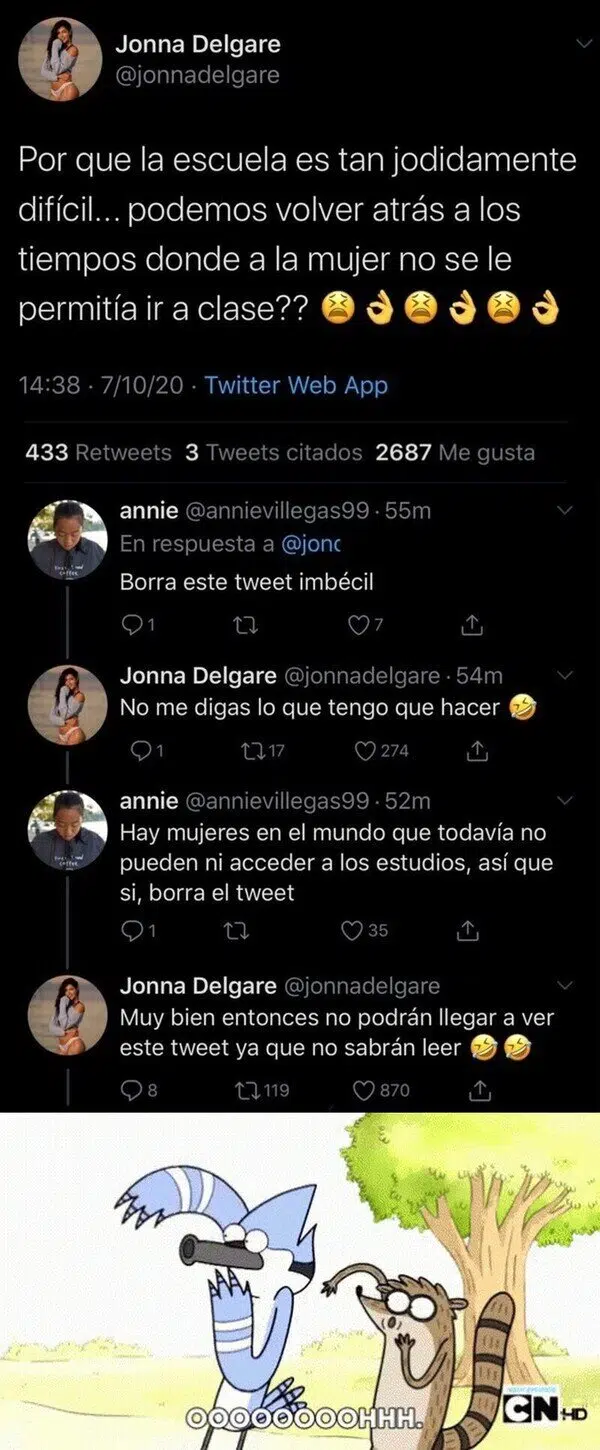 Jonna Delgare
@jonnadelgare
Por que la escuela es tan jodidamente
difícil... podemos volver atrás a los
tiempos donde a la mujer no se le
permitía ir a clase?? 😫👌😫👌😫👌
14:38 · 7/10/20 · Twitter Web App
433 Retweets 3 Tweets citados 2687 Me gusta
annie @annievillegas99 · 55m
En respuesta a @jonc
Borra este tweet imbécil
1 7
Jonna Delgare @jonnadelgare · 54m
No me digas lo que tengo que hacer 🤣
1 17 274
annie @annievillegas99 · 52m
Hay mujeres en el mundo que todavía no
pueden ni acceder a los estudios, así que
si, borra el tweet
1 35
Jonna Delgare @jonnadelgare
Muy bien entonces no podrán llegar a ver
este tweet ya que no sabrán leer 🤣🤣
8 119 870
OOOOOOOOHHH.
CN HD